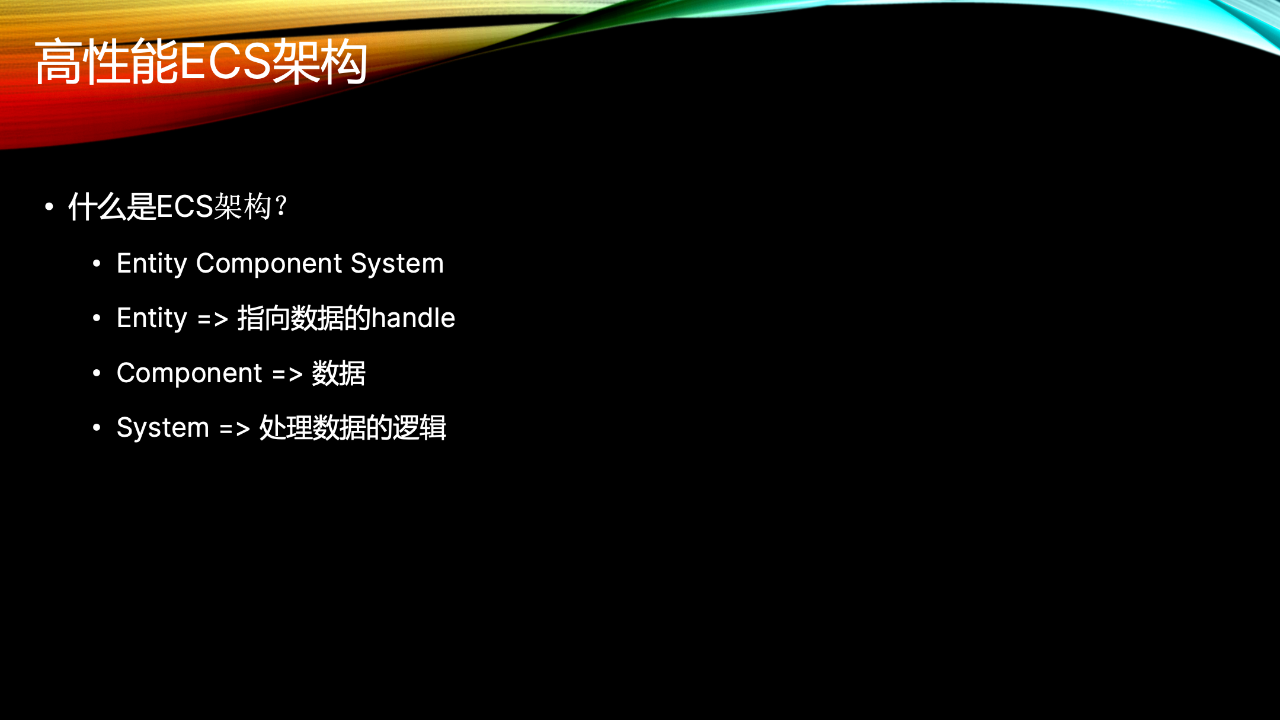 高性能ECS架构
• 什么是ECS架构？
• Entity Component System
• Entity => 指向数据的handle
• Component => 数据
• System => 处理数据的逻辑